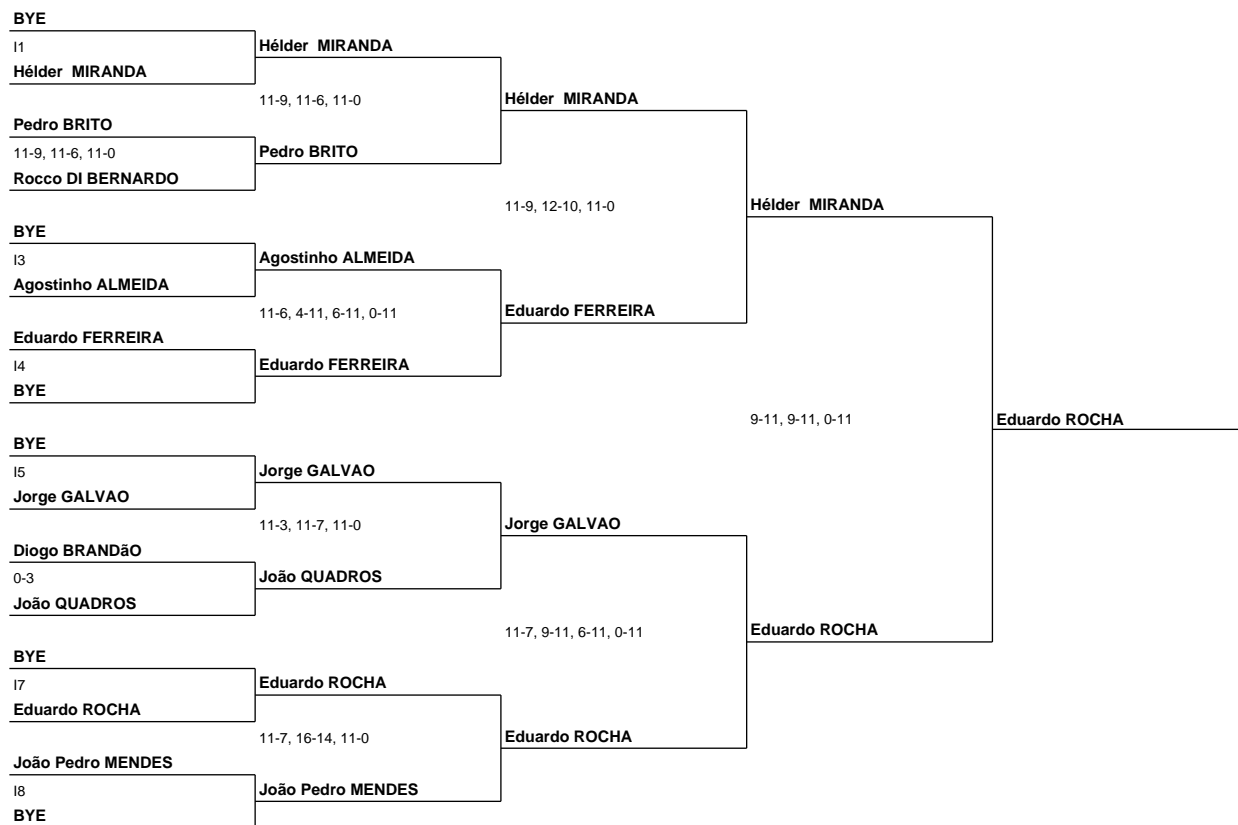 BYE
I1
Hélder  MIRANDA
Hélder  MIRANDA
11-9, 11-6, 11-0
Hélder  MIRANDA
Pedro BRITO
11-9, 11-6, 11-0
Pedro BRITO
Rocco DI BERNARDO
11-9, 12-10, 11-0
Hélder  MIRANDA
BYE
I3
Agostinho ALMEIDA
Agostinho ALMEIDA
11-6, 4-11, 6-11, 0-11
Eduardo FERREIRA
Eduardo FERREIRA
I4
Eduardo FERREIRA
BYE
9-11, 9-11, 0-11
Eduardo ROCHA
BYE
I5
Jorge GALVAO
Jorge GALVAO
11-3, 11-7, 11-0
Jorge GALVAO
Diogo BRANDãO
0-3
João QUADROS
João QUADROS
11-7, 9-11, 6-11, 0-11
Eduardo ROCHA
BYE
I7
Eduardo ROCHA
Eduardo ROCHA
11-7, 16-14, 11-0
Eduardo ROCHA
João Pedro MENDES
I8
João Pedro MENDES
BYE